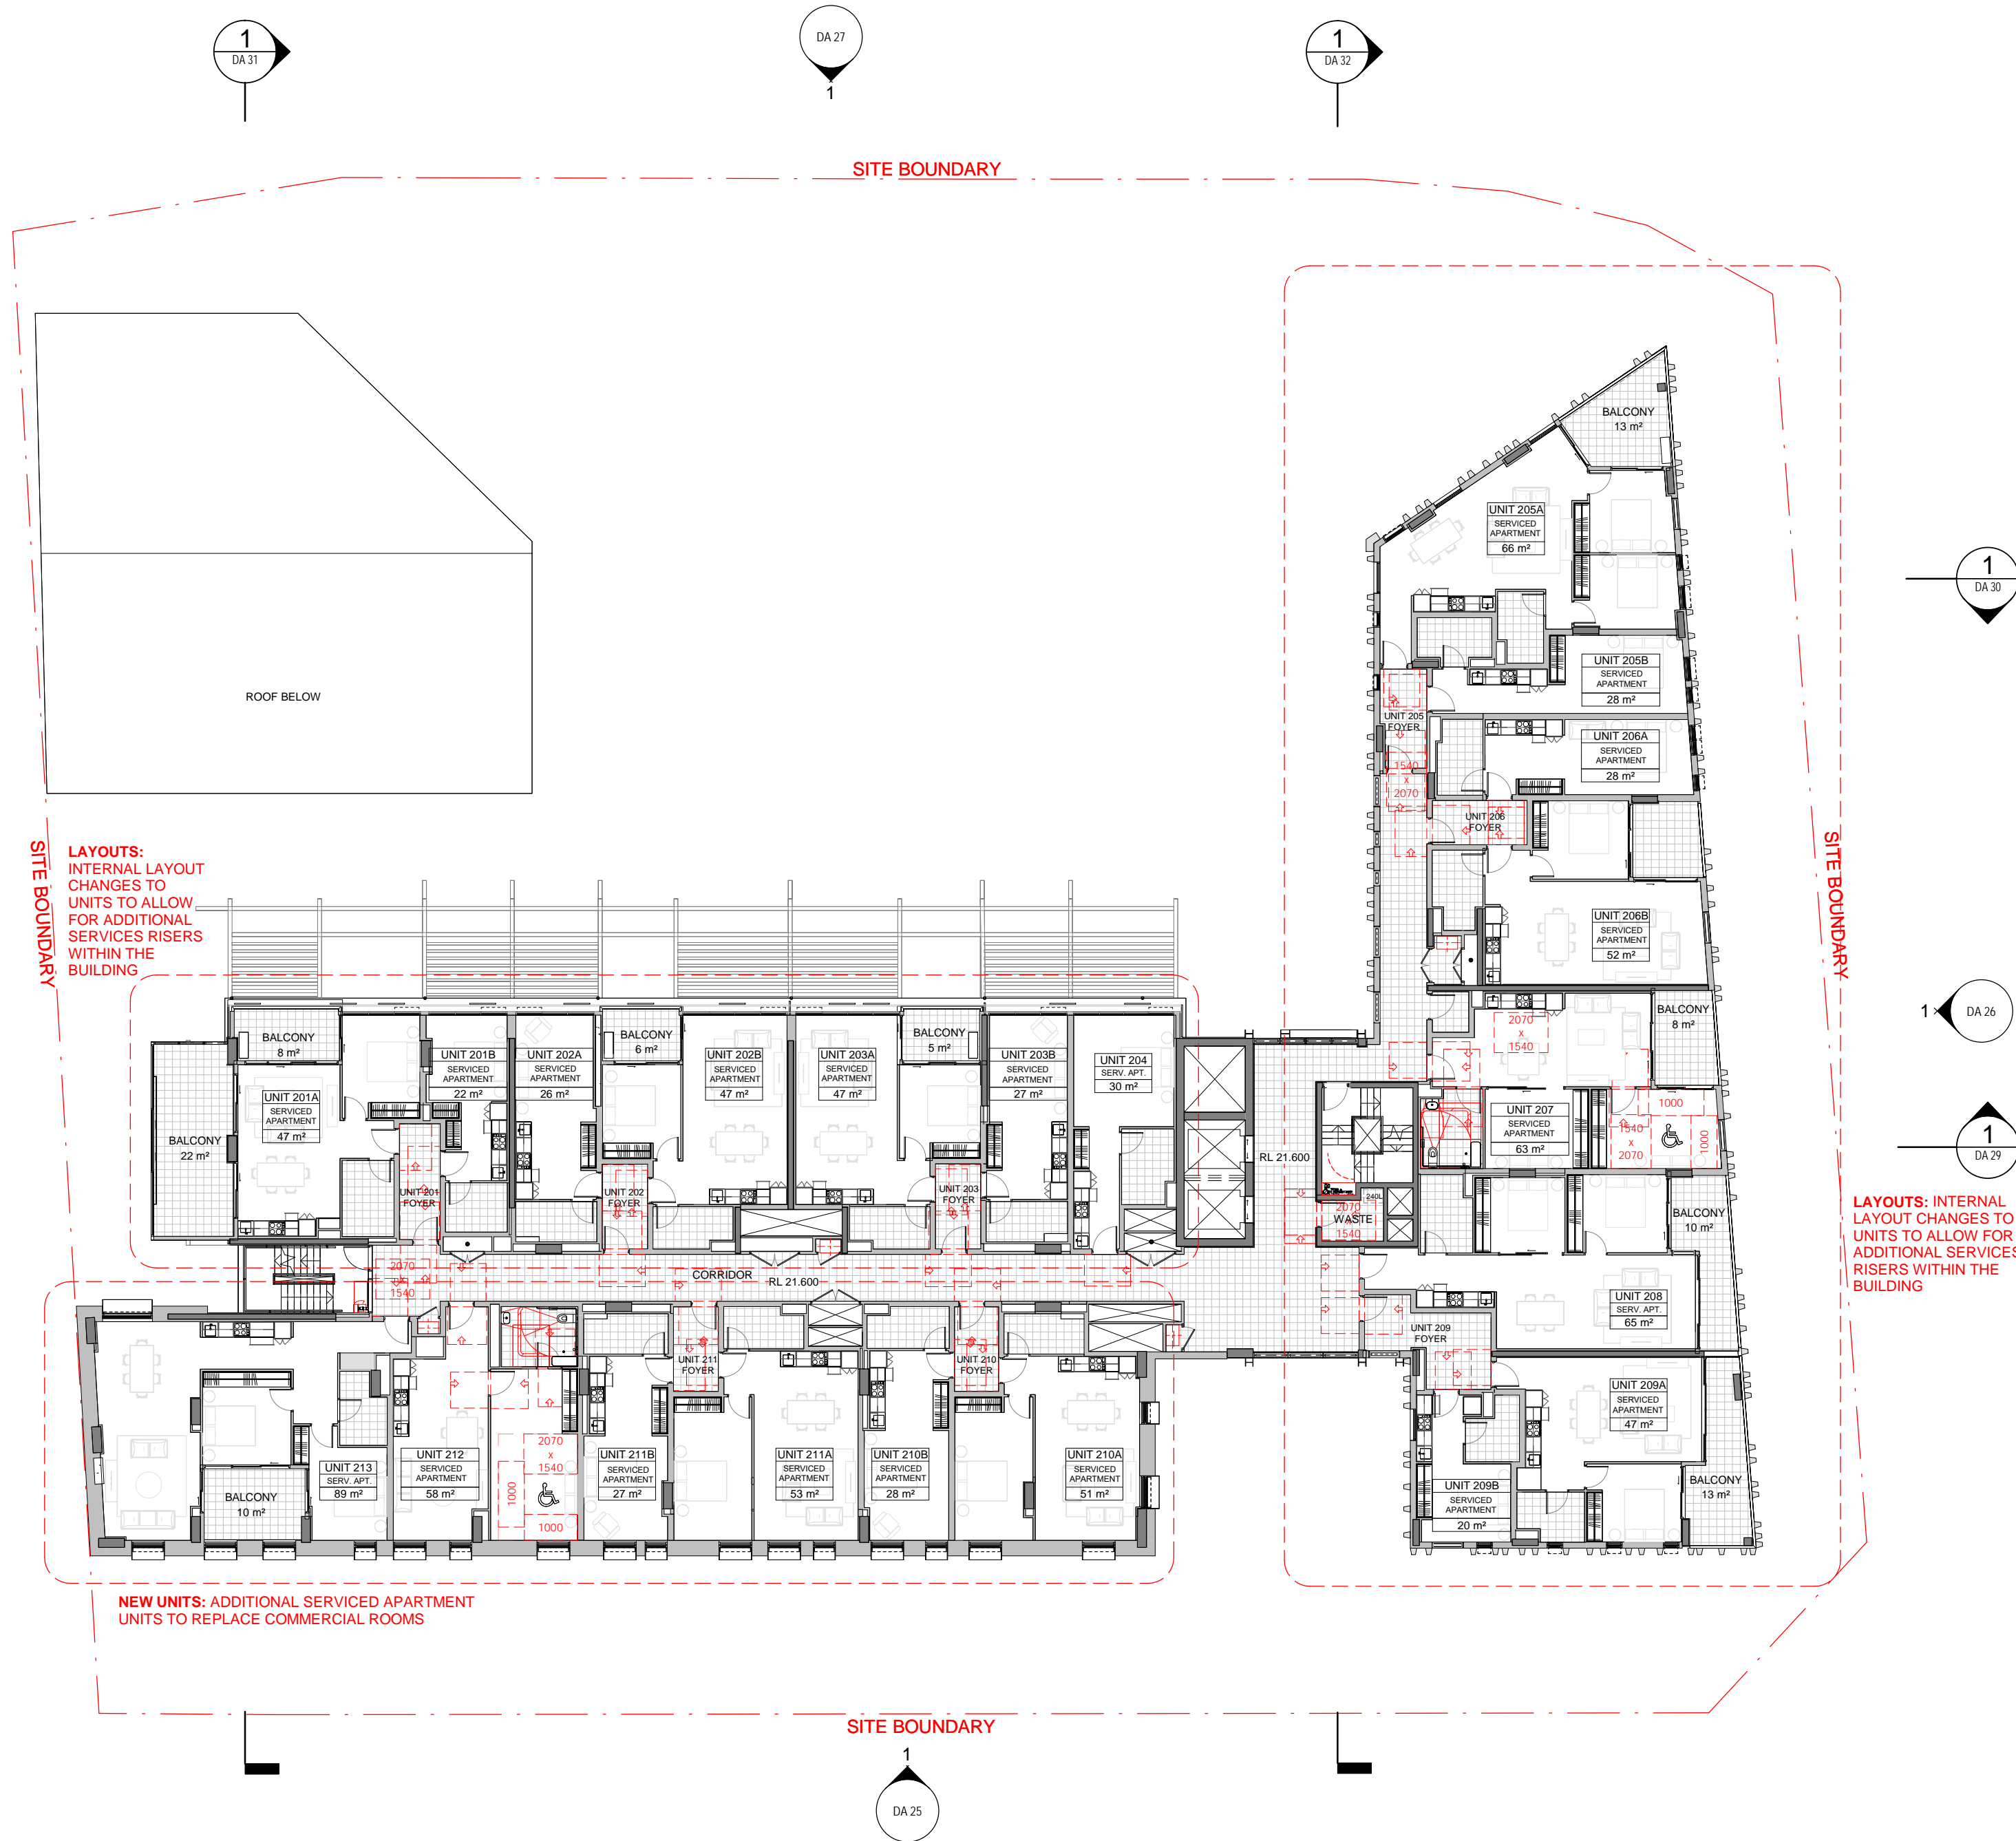 1
DA 31
DA 27
1
1
DA 32
SITE BOUNDARY
BALCONY
13 m²
UNIT 205A
SERVICED
APARTMENT
66 m²
1
DA 30
ROOF BELOW
UNIT 205B
SERVICED
APARTMENT
28 m²
UNIT 205
FOYER
UNIT 206A
SERVICED
APARTMENT
28 m²
1540
x
2070
UNIT 206
FOYER
SITE BOUNDARY
LAYOUTS:
INTERNAL LAYOUT
CHANGES TO
UNITS TO ALLOW
FOR ADDITIONAL
SERVICES RISERS
WITHIN THE
BUILDING
SITE BOUNDARY
UNIT 206B
SERVICED
APARTMENT
52 m²
BALCONY
8 m²
2070
x
1540
1
DA 26
BALCONY
8 m²
UNIT 201B
SERVICED
APARTMENT
22 m²
UNIT 202A
SERVICED
APARTMENT
26 m²
BALCONY
6 m²
UNIT 202B
SERVICED
APARTMENT
47 m²
UNIT 203A
SERVICED
APARTMENT
47 m²
BALCONY
5 m²
UNIT 203B
SERVICED
APARTMENT
27 m²
UNIT 204
SERV. APT.
30 m²
UNIT 201A
SERVICED
APARTMENT
47 m²
BALCONY
22 m²
UNIT 207
SERVICED
APARTMENT
63 m²
1000
1540
x
2070
1000
1
DA 29
RL 21.600
UNIT 201
FOYER
UNIT 202
FOYER
UNIT 203
FOYER
240L
2070
WASTE
1540
BALCONY
10 m²
LAYOUTS: INTERNAL
LAYOUT CHANGES TO
UNITS TO ALLOW FOR
ADDITIONAL SERVICES
RISERS WITHIN THE
BUILDING
2070
x
1540
CORRIDOR
RL 21.600
UNIT 208
SERV. APT.
65 m²
UNIT 209
FOYER
UNIT 211
FOYER
UNIT 210
FOYER
UNIT 209A
SERVICED
APARTMENT
47 m²
UNIT 213
SERV. APT.
89 m²
BALCONY
10 m²
UNIT 212
SERVICED
APARTMENT
58 m²
2070
x
1540
1000
1000
UNIT 211B
SERVICED
APARTMENT
27 m²
UNIT 211A
SERVICED
APARTMENT
53 m²
UNIT 210B
SERVICED
APARTMENT
28 m²
UNIT 210A
SERVICED
APARTMENT
51 m²
UNIT 209B
SERVICED
APARTMENT
20 m²
BALCONY
13 m²
NEW UNITS: ADDITIONAL SERVICED APARTMENT
UNITS TO REPLACE COMMERCIAL ROOMS
SITE BOUNDARY
1
DA 25